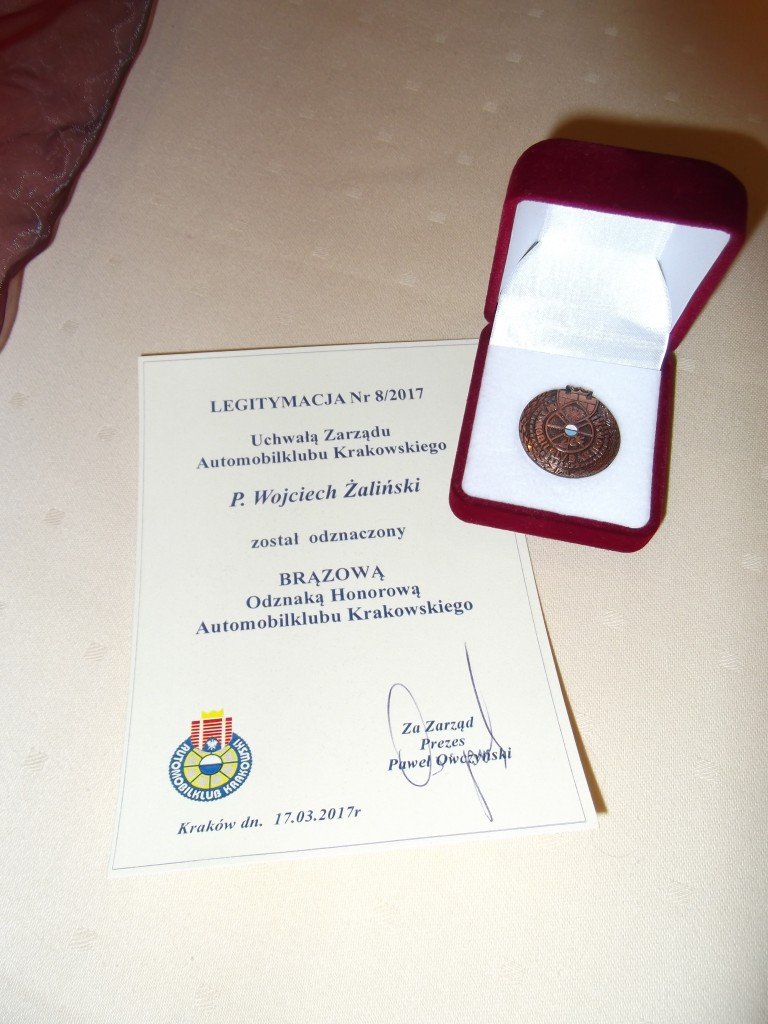 LEGITYMACJA Nr 8/2017
Uchwałą Zarządu
Automobilklubu Krakowskiego
P. Wojciech Żaliński
został odznaczony
BRĄZOWĄ
Odznaką Honorową
Automobilklubu Krakowskiego
Za Zarząd
Prezes
Paweł Owczyński
AUTOMOBILKLUB KRAKOWSKI
Kraków dn. 17.03.2017r